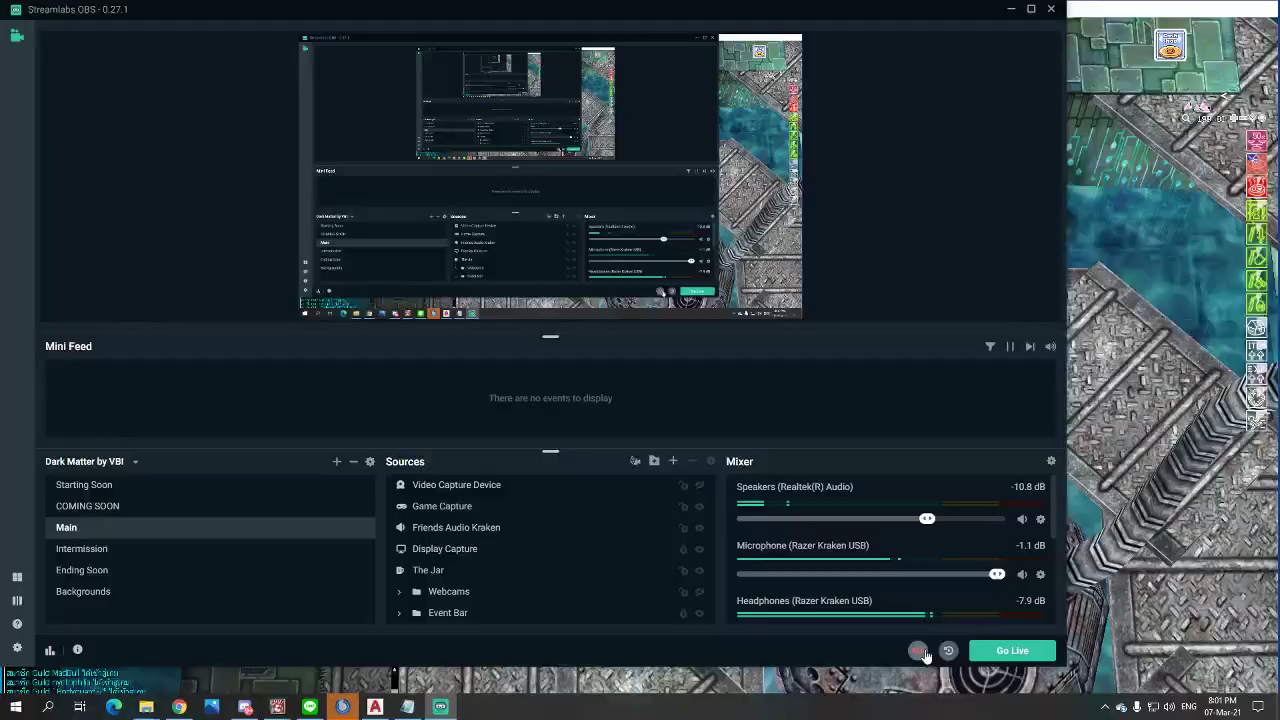 Streamlabs OBS - 0.27.1
Mini Feed
There are no events to display
Dark Matter by VBI
Sources
Mixer
Starting Soon
COMING SOON
Main
Intermission
Ending Soon
Backgrounds
Video Capture Device
Game Capture
Friends Audio Kraken
Display Capture
The Jar
Webcams
Event Bar
Speakers (Realtek(R) Audio)
-10.8 dB
Microphone (Razer Kraken USB)
-1.1 dB
Headphones (Razer Kraken USB)
-7.9 dB
Go Live
ENG
8:01 PM
07-Mar-21